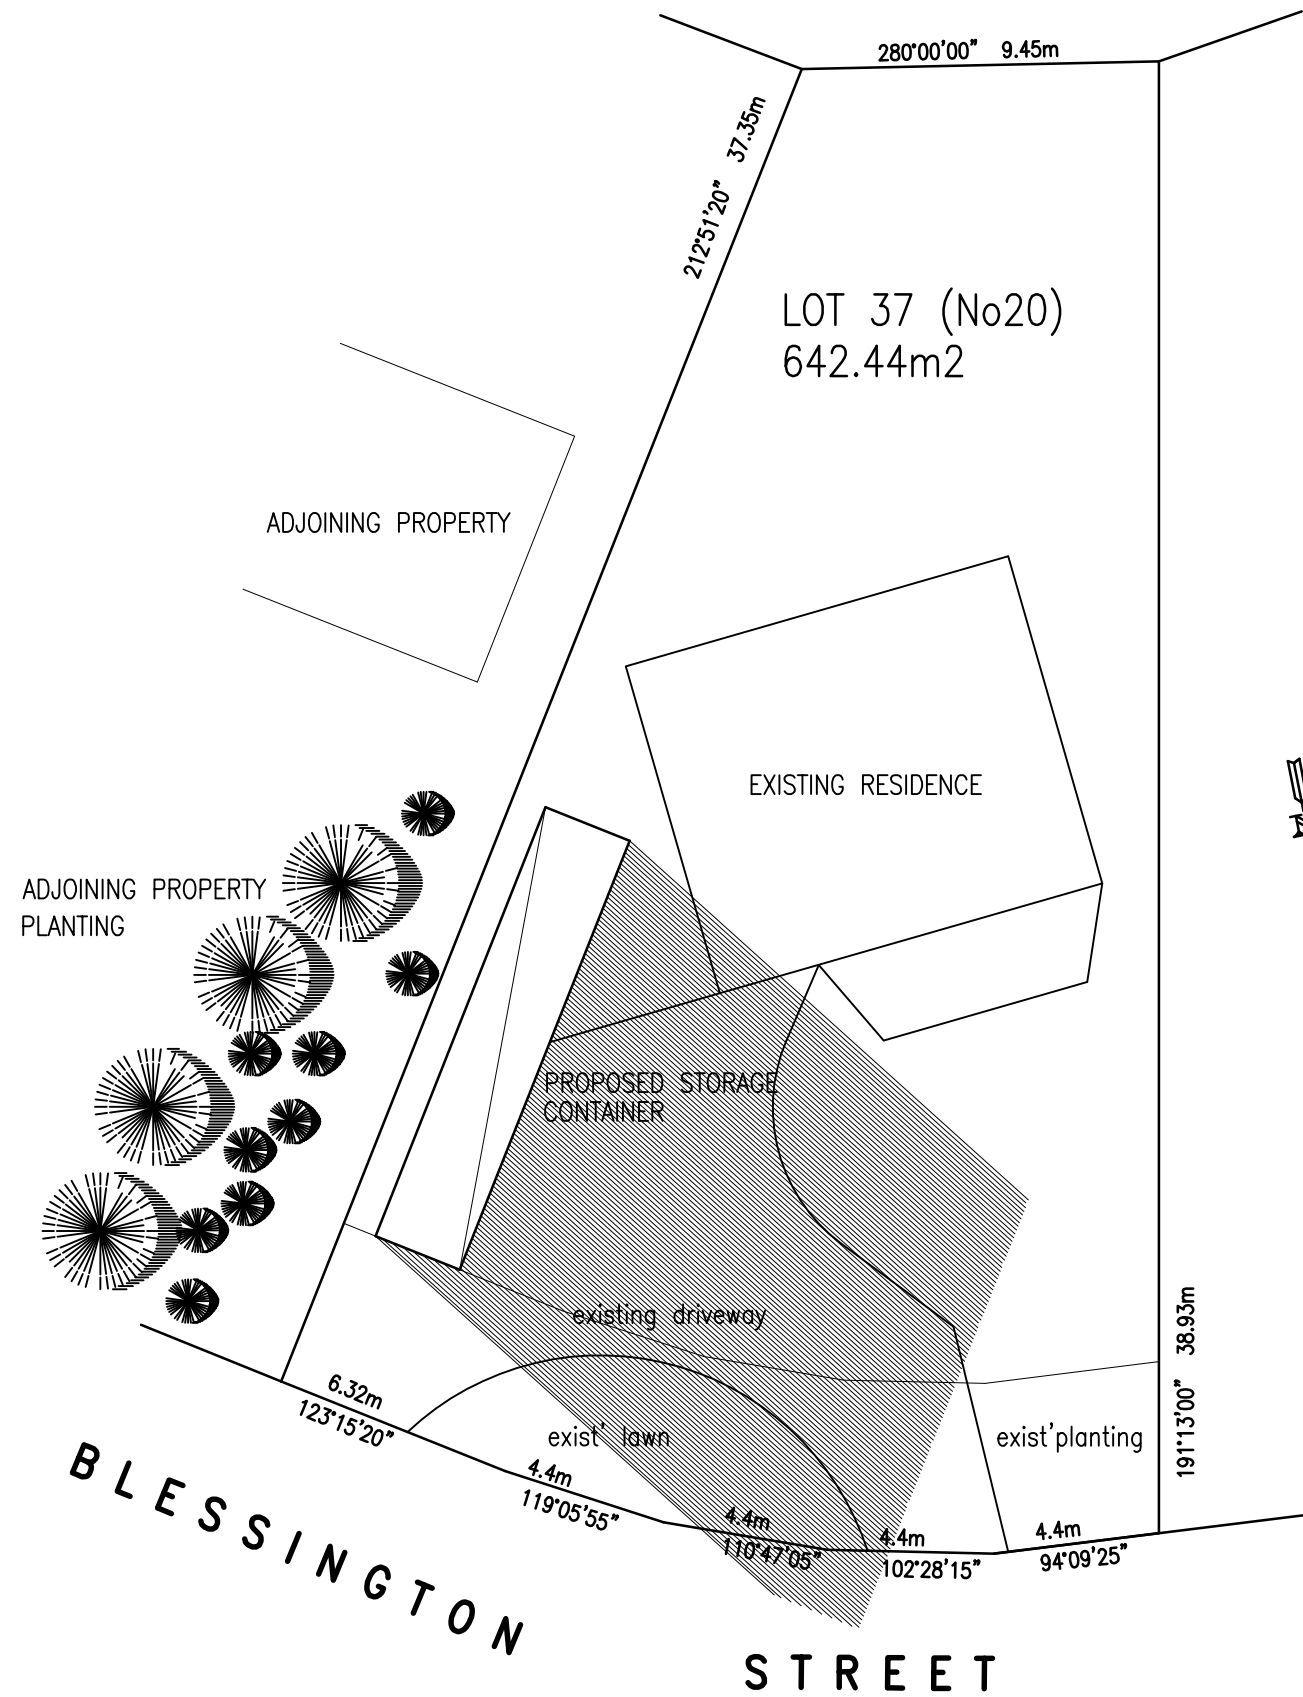 280°00'00" 9.45m
212°51'20" 37.35m
LOT 37 (No20)
642.44m2
ADJOINING PROPERTY
EXISTING RESIDENCE
ADJOINING PROPERTY
PLANTING
PROPOSED STORAGE
CONTAINER
existing driveway
191°13'00" 38.93m
6.32m
123°15'20"
exist' lawn
exist'planting
4.4m
119°05'55"
4.4m
110°47'05"
4.4m
102°28'15"
4.4m
94°09'25"
BLESSINGTON
STREET